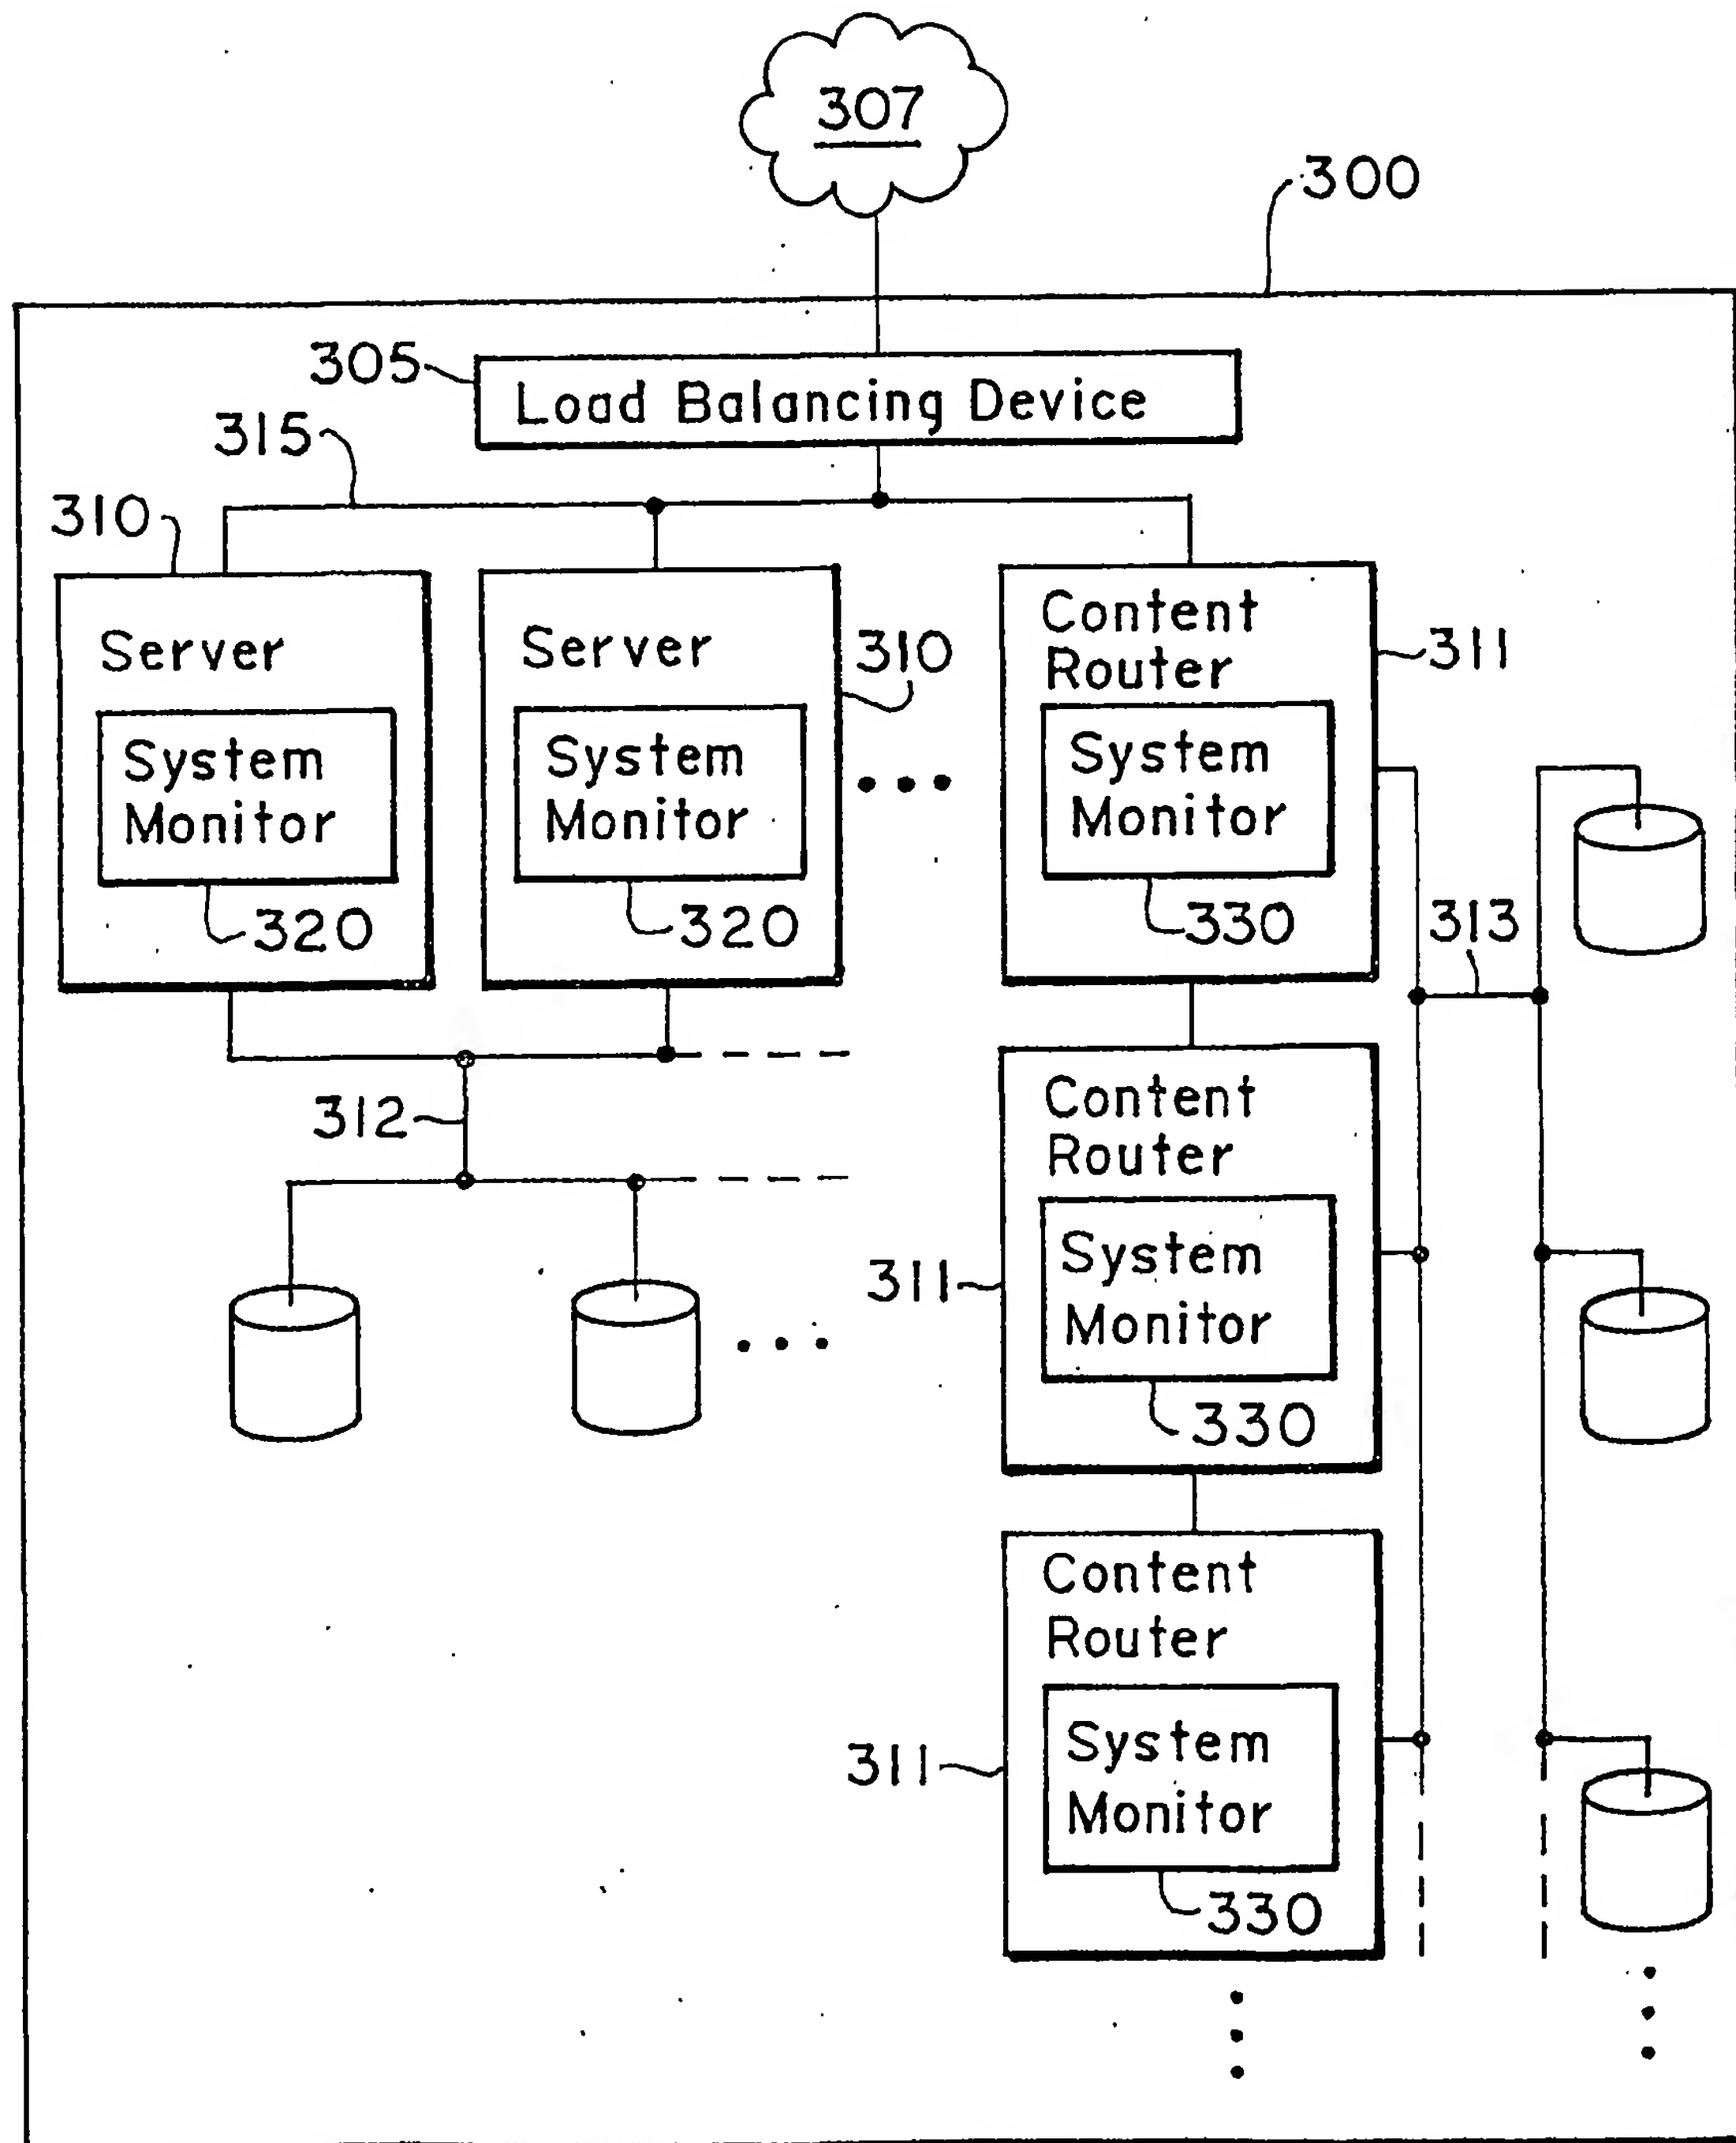 307
300
305
Load Balancing Device
315
310
Server
System
Monitor
320
Server
310
System
Monitor
320
Content
Router
311
System
Monitor
330
313
312
Content
Router
311
System
Monitor
330
Content
Router
311
System
Monitor
330